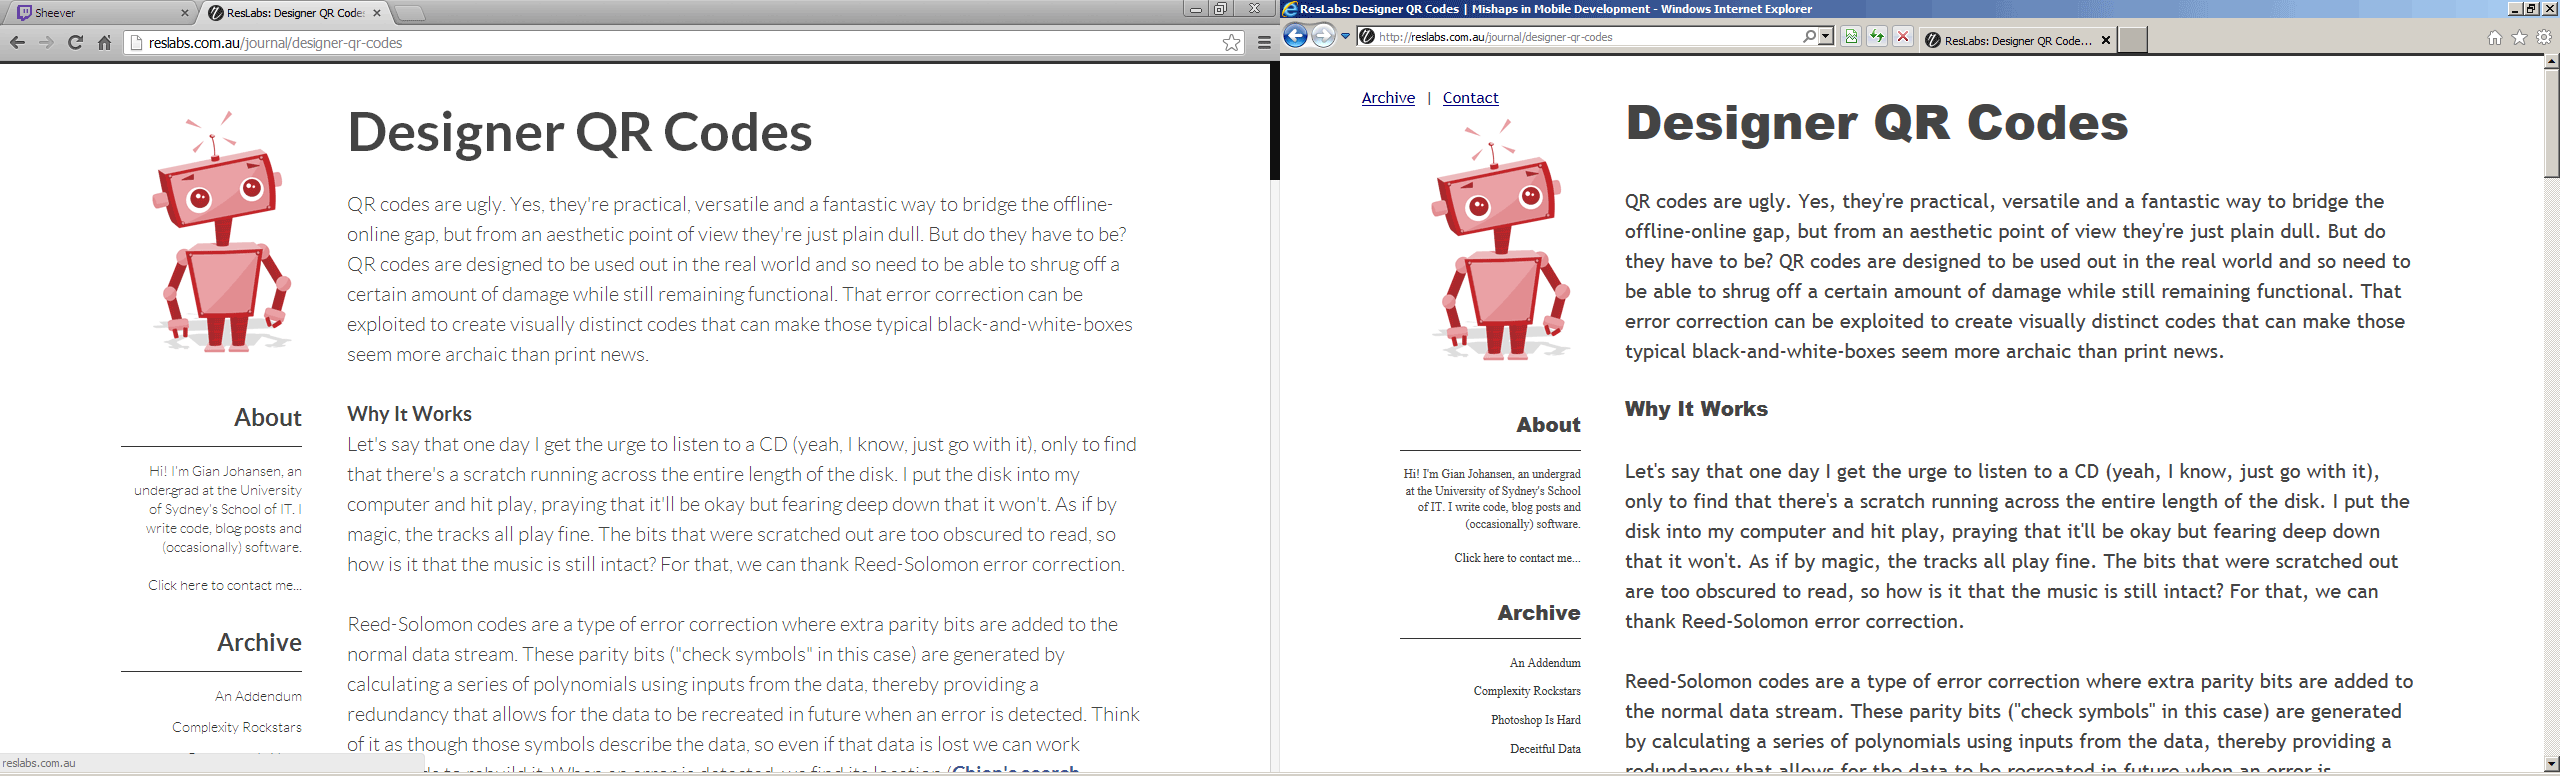 Sheever
ResLabs: Designer QR Code
reslabs.com.au/journal/designer-qr-codes
Designer QR Codes
QR codes are ugly. Yes, they're practical, versatile and a fantastic way to bridge the offline-
online gap, but from an aesthetic point of view they're just plain dull. But do they have to be?
QR codes are designed to be used out in the real world and so need to be able to shrug off a
certain amount of damage while still remaining functional. That error correction can be
exploited to create visually distinct codes that can make those typical black-and-white-boxes
seem more archaic than print news.
Why It Works
Let's say that one day I get the urge to listen to a CD (yeah, I know, just go with it), only to find
that there's a scratch running across the entire length of the disk. I put the disk into my
computer and hit play, praying that it'll be okay but fearing deep down that it won't. As if by
magic, the tracks all play fine. The bits that were scratched out are too obscured to read, so
how is it that the music is still intact? For that, we can thank Reed-Solomon error correction.
Reed-Solomon codes are a type of error correction where extra parity bits are added to the
normal data stream. These parity bits ("check symbols" in this case) are generated by
calculating a series of polynomials using inputs from the data, thereby providing a
redundancy that allows for the data to be recreated in future when an error is detected. Think
of it as though those symbols describe the data, so even if that data is lost we can work
to rebuild it. When an error is detected, we find its location (Chien's search
About
Hi! I'm Gian Johansen, an
undergrad at the University
of Sydney's School of IT. I
write code, blog posts and
(occasionally) software.
Click here to contact me...
Archive
An Addendum
Complexity Rockstars
reslabs.com.au
ResLabs: Designer QR Codes | Mishaps in Mobile Development - Windows Internet Explorer
http://reslabs.com.au/journal/designer-qr-codes
ResLabs: Designer QR Code...
Archive | Contact
Designer QR Codes
QR codes are ugly. Yes, they're practical, versatile and a fantastic way to bridge the
offline-online gap, but from an aesthetic point of view they're just plain dull. But do
they have to be? QR codes are designed to be used out in the real world and so need to
be able to shrug off a certain amount of damage while still remaining functional. That
error correction can be exploited to create visually distinct codes that can make those
typical black-and-white-boxes seem more archaic than print news.
Why It Works
Let's say that one day I get the urge to listen to a CD (yeah, I know, just go with it),
only to find that there's a scratch running across the entire length of the disk. I put the
disk into my computer and hit play, praying that it'll be okay but fearing deep down
that it won't. As if by magic, the tracks all play fine. The bits that were scratched out
are too obscured to read, so how is it that the music is still intact? For that, we can
thank Reed-Solomon error correction.
Reed-Solomon codes are a type of error correction where extra parity bits are added to
the normal data stream. These parity bits ("check symbols" in this case) are generated
by calculating a series of polynomials using inputs from the data, thereby providing a
redundancy that allows for the data to be recreated in future when an error is
About
Hi! I'm Gian Johansen, an undergrad
at the University of Sydney's School
of IT. I write code, blog posts and
(occasionally) software.
Click here to contact me...
Archive
An Addendum
Complexity Rockstars
Photoshop Is Hard
Deceitful Data